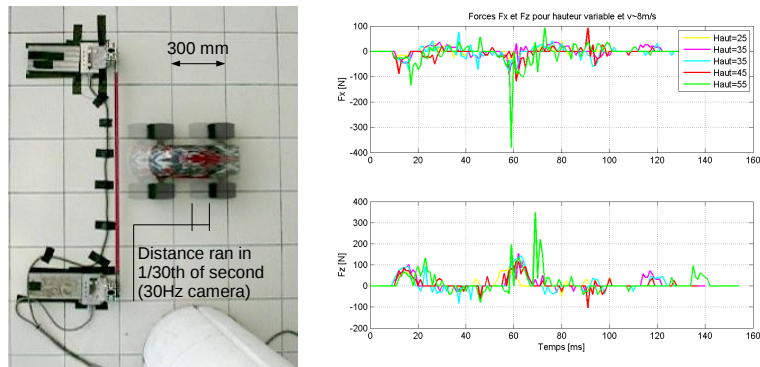 300 mm
Distance ran in
1/30th of second
(30Hz camera)
Forces Fx et Fz pour hauteur variable et v~8m/s
100
0
-100
-200
-300
-400
Fx [N]
0 20 40 60 80 100 120 140 160
Haut=25
Haut=35
Haut=35
Haut=45
Haut=55
400
300
200
100
0
-100
-200
Fz [N]
0 20 40 60 80 100 120 140 160
Temps [ms]